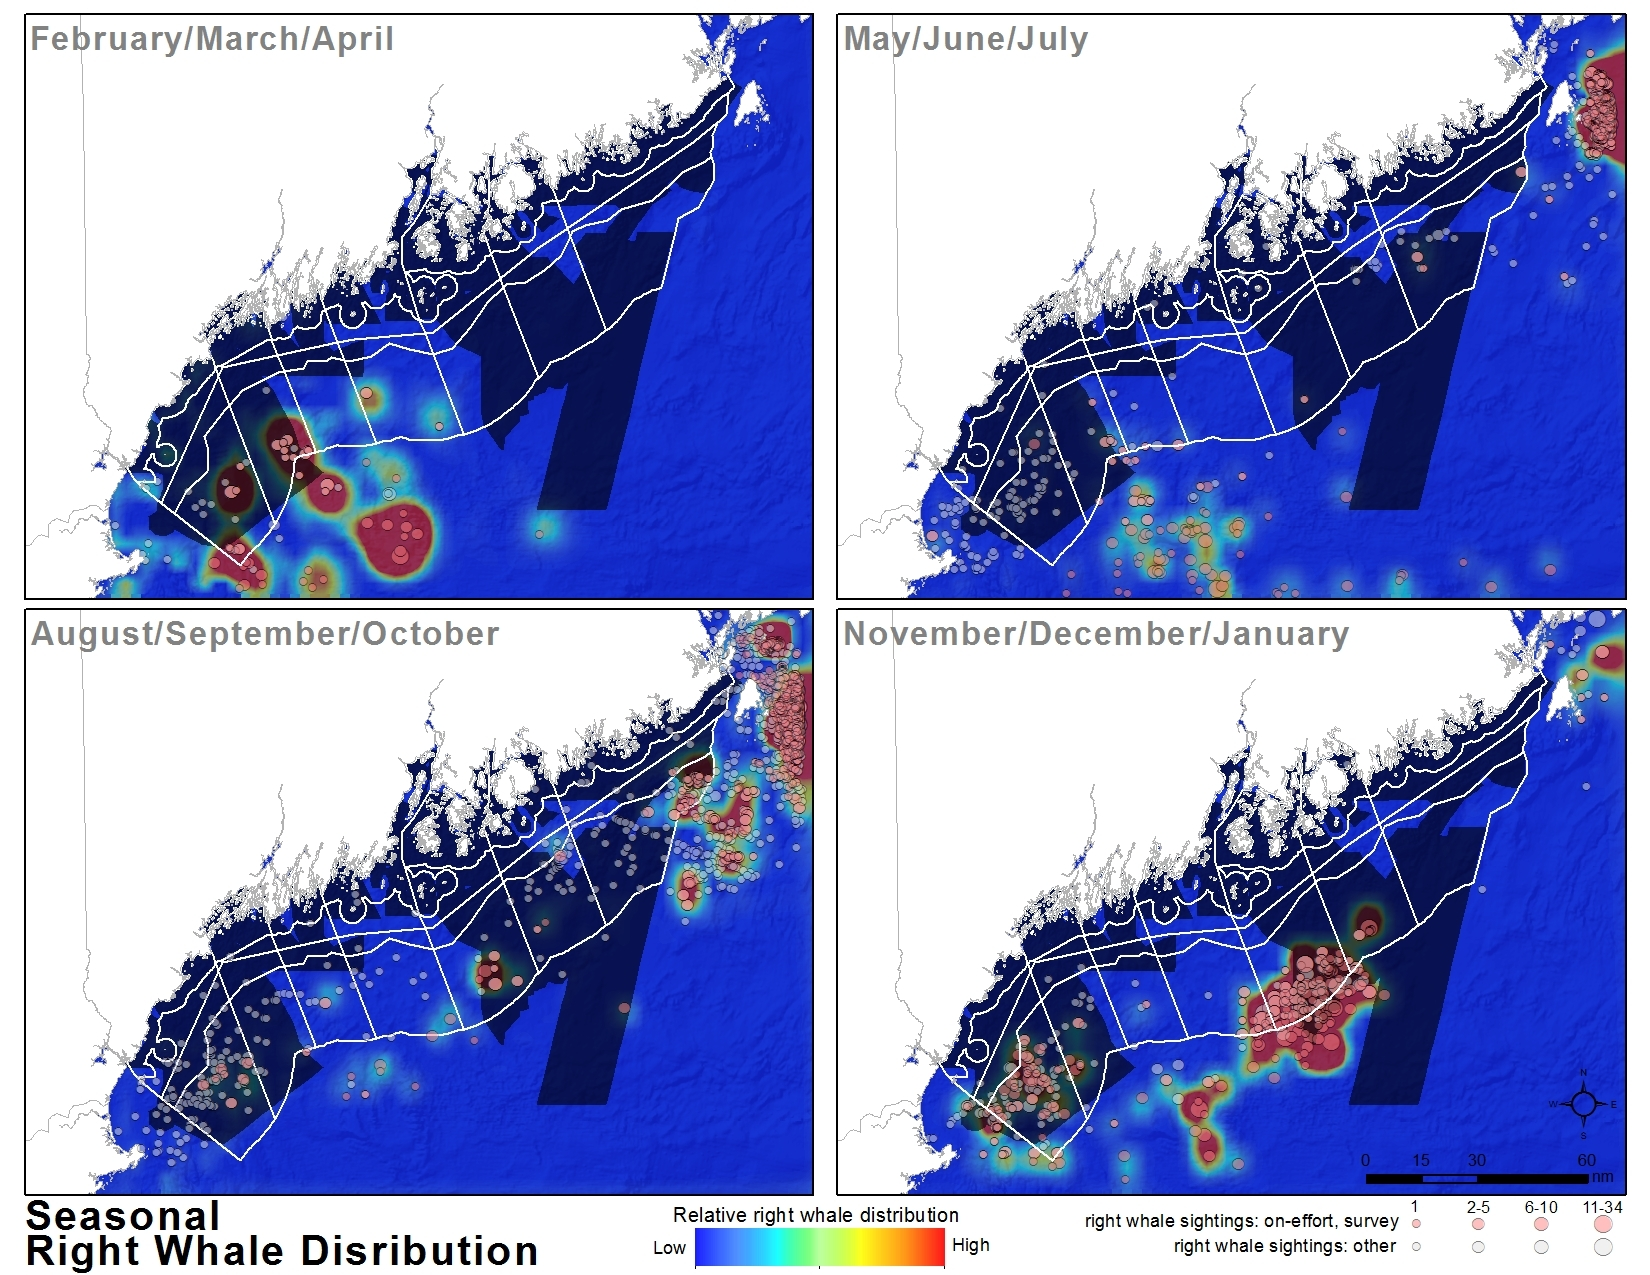 February/March/April
May/June/July
August/September/October
November/December/January
N
W E
S
0 15 30 60
nm
Seasonal
Right Whale Disribution
Relative right whale distribution
Low High
1 2-5 6-10 11-34
right whale sightings: on-effort, survey
right whale sightings: other